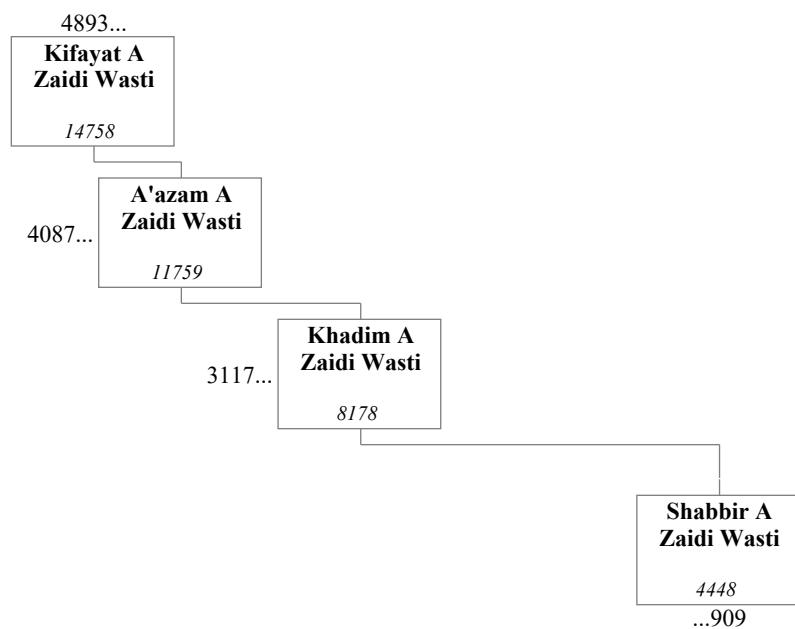 4893...
Kifayat A
Zaidi Wasti
14758
A'azam A
Zaidi Wasti
4087...
11759
Khadim A
Zaidi Wasti
3117...
8178
Shabbir A
Zaidi Wasti
4448
...909